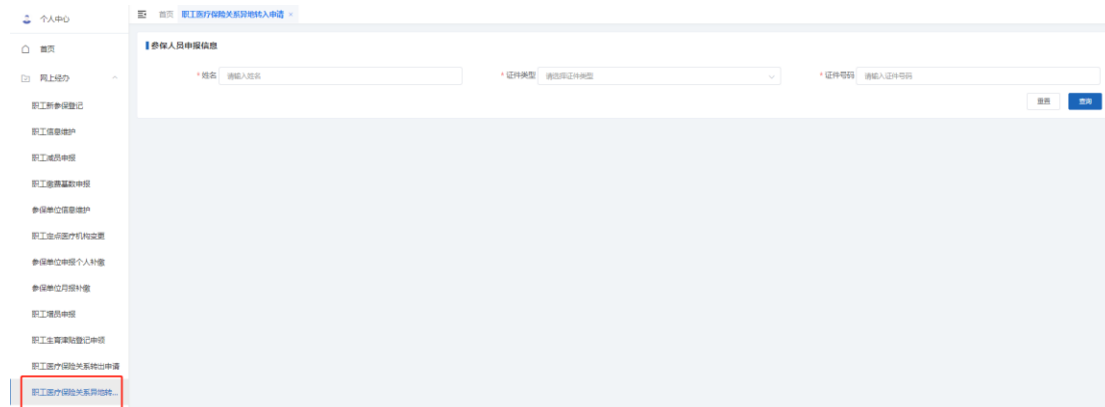 个人中心
首页 职工医疗保险关系异地转入申请 ×
首页
网上经办
职工新参保登记
职工信息维护
职工减员申报
职工缴费基数申报
参保单位信息维护
职工定点医疗机构变更
参保单位申报个人补缴
参保单位月报补缴
职工增员申报
职工生育津贴登记申领
职工医疗保险关系转出申请
职工医疗保险关系异地转...
参保人员申报信息
* 姓名 请输入姓名 * 证件类型 请选择证件类型 * 证件号码 请输入证件号码
重置 查询